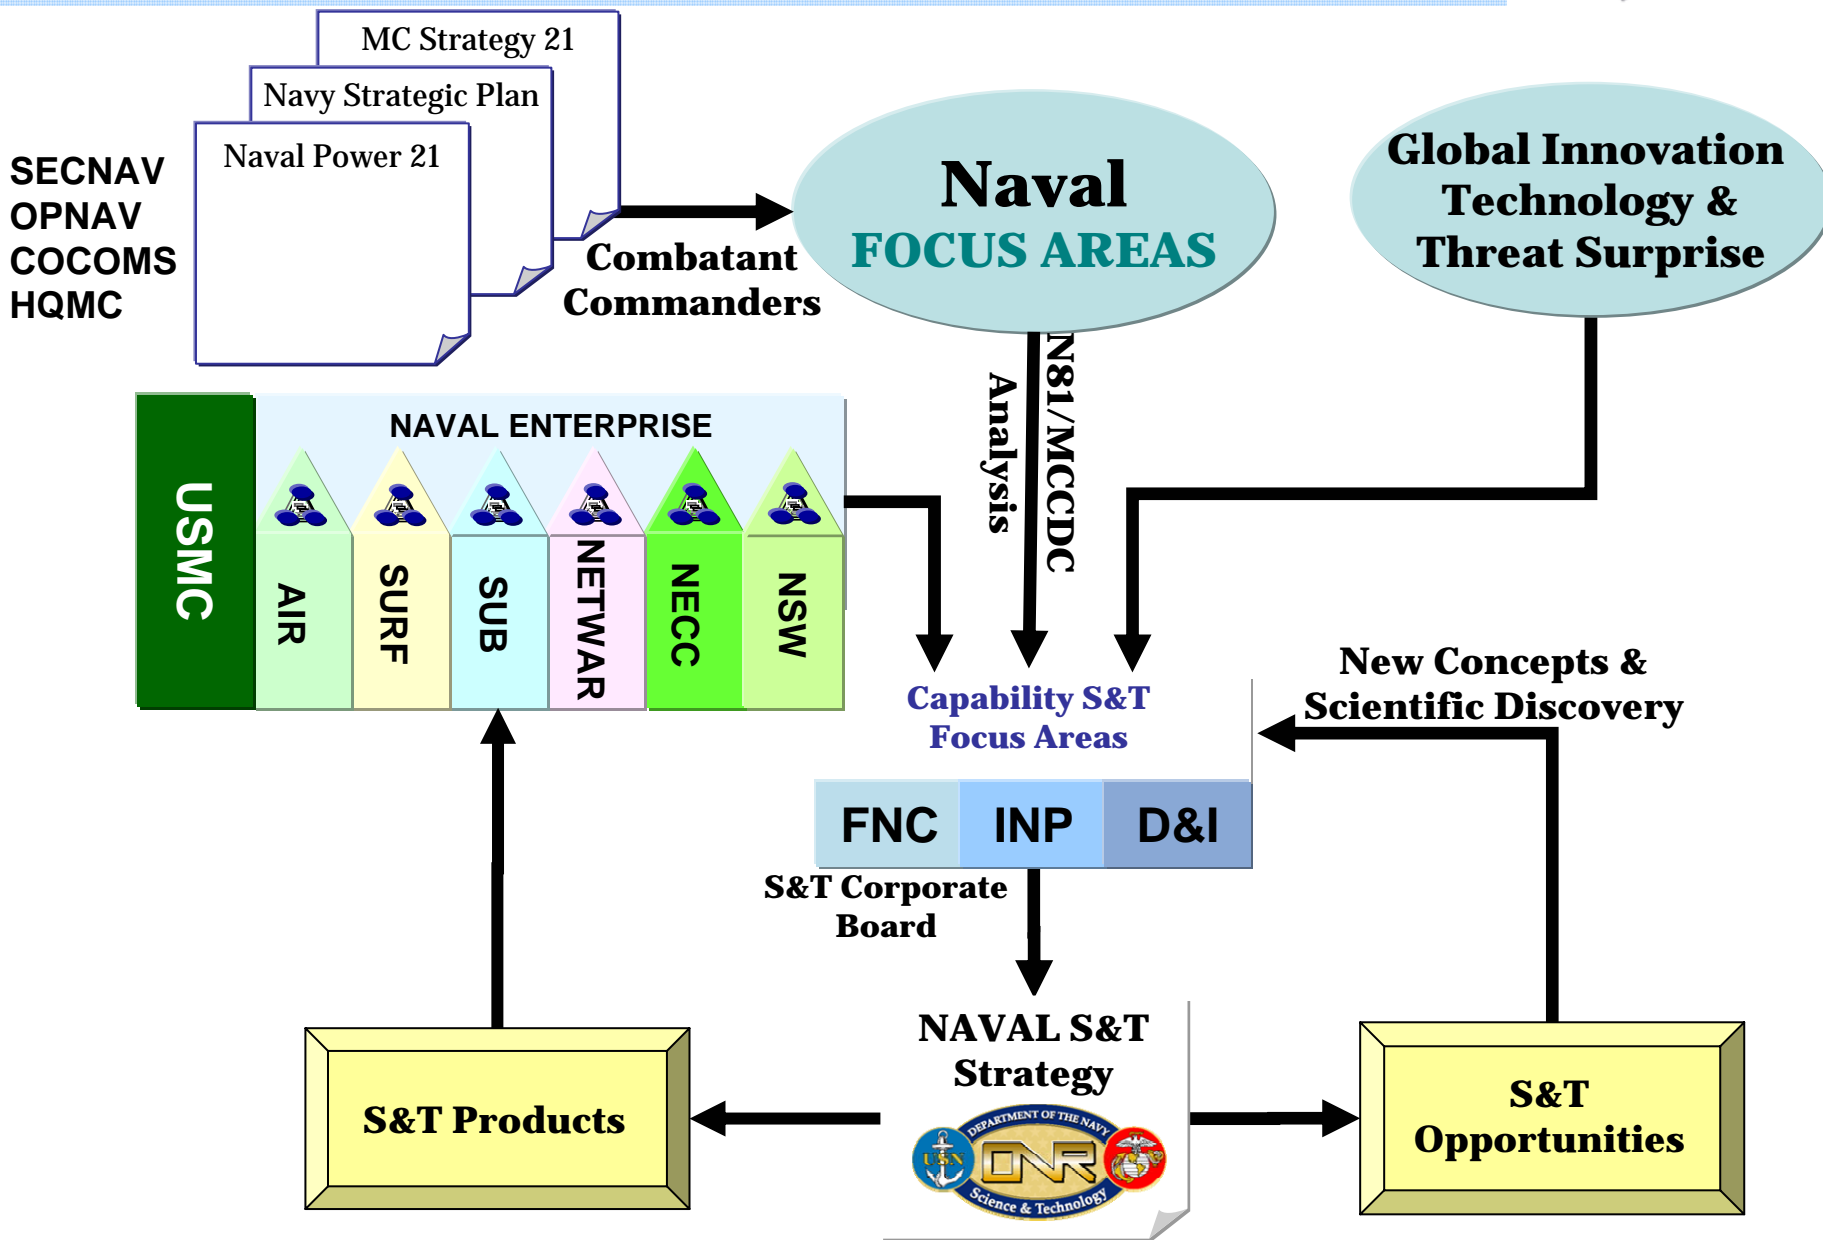 MC Strategy 21
Navy Strategic Plan
Naval Power 21
SECNAV
OPNAV
COCOMS
HQMC
Combatant
Commanders
Naval
FOCUS AREAS
Global Innovation
Technology &
Threat Surprise
N81/MCCDC
Analysis
USMC
NAVAL ENTERPRISE
AIR
SURF
SUB
NETWAR
NECC
NSW
Capability S&T
Focus Areas
New Concepts &
Scientific Discovery
FNC
INP
D&I
S&T Corporate
Board
NAVAL S&T
Strategy
DEPARTMENT OF THE NAVY
USN
ONR
Science & Technology
S&T Products
S&T
Opportunities